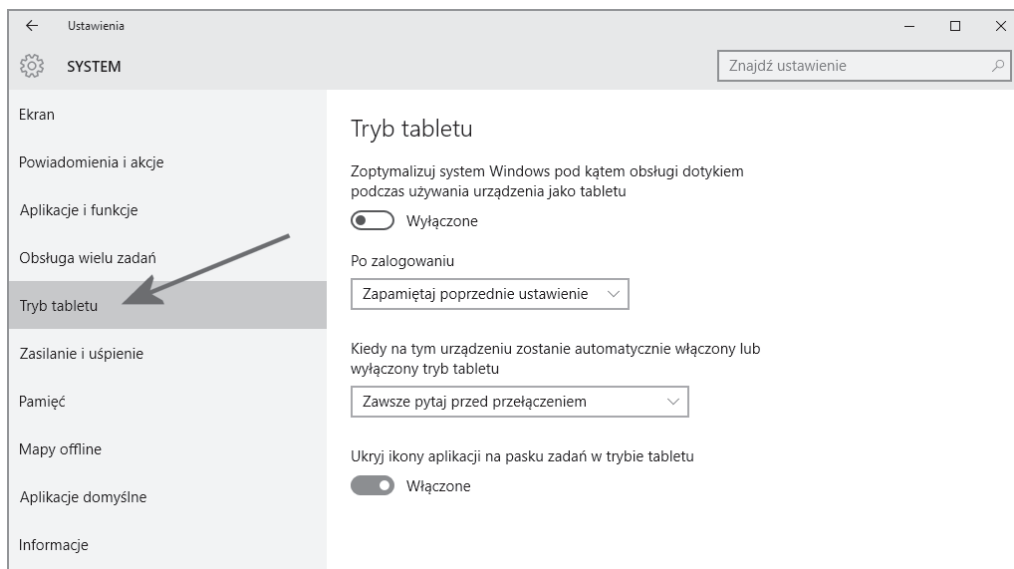 Ustawienia
SYSTEM
Znajdź ustawienie
Ekran
Powiadomienia i akcje
Aplikacje i funkcje
Obsługa wielu zadań
Tryb tabletu
Zasilanie i uśpienie
Pamięć
Mapy offline
Aplikacje domyślne
Informacje
Tryb tabletu
Zoptymalizuj system Windows pod kątem obsługi dotykiem
podczas używania urządzenia jako tabletu
Wyłączone
Po zalogowaniu
Zapamiętaj poprzednie ustawienie
Kiedy na tym urządzeniu zostanie automatycznie włączony lub
wyłączony tryb tabletu
Zawsze pytaj przed przełączeniem
Ukryj ikony aplikacji na pasku zadań w trybie tabletu
Włączone